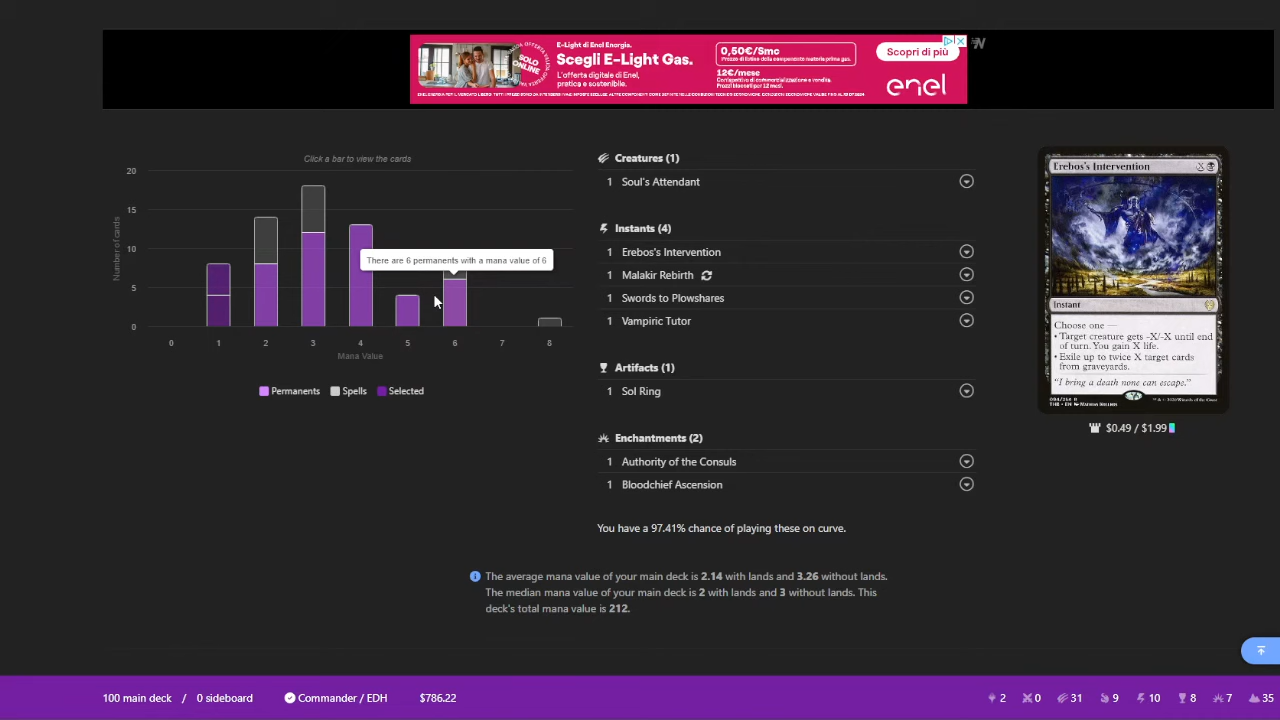 E-Light di Enel Energia.
Scegli E-Light Gas.
L'offerta digitale di Enel,
pratica e sostenibile.
SOLO
ONLINE
0,50€/Smc
12€/mese
Scopri di più
enel
Click a bar to view the cards
Number of cards
20
15
10
5
0
There are 6 permanents with a mana value of 6
0 1 2 3 4 5 6 7 8
Mana Value
Permanents Spells Selected
Creatures (1)
1 Soul's Attendant
Instants (4)
1 Erebos's Intervention
1 Malakir Rebirth
1 Swords to Plowshares
1 Vampiric Tutor
Artifacts (1)
1 Sol Ring
Enchantments (2)
1 Authority of the Consuls
1 Bloodchief Ascension
You have a 97.41% chance of playing these on curve.
Erebos's Intervention X
Instant
Choose one —
• Target creature gets -X/-X until end
of turn. You gain X life.
• Exile up to twice X target cards
from graveyards.
"I bring a death none can escape."
$0.49 / $1.99
The average mana value of your main deck is 2.14 with lands and 3.26 without lands.
The median mana value of your main deck is 2 with lands and 3 without lands. This
deck's total mana value is 212.
100 main deck / 0 sideboard Commander / EDH $786.22 2 0 31 9 10 8 7 35